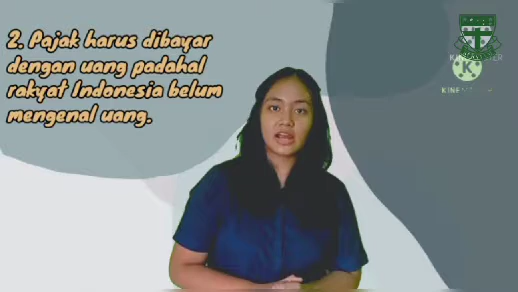 2. Pajak harus dibayar
dengan uang padahal
rakyat Indonesia belum
mengenal uang.